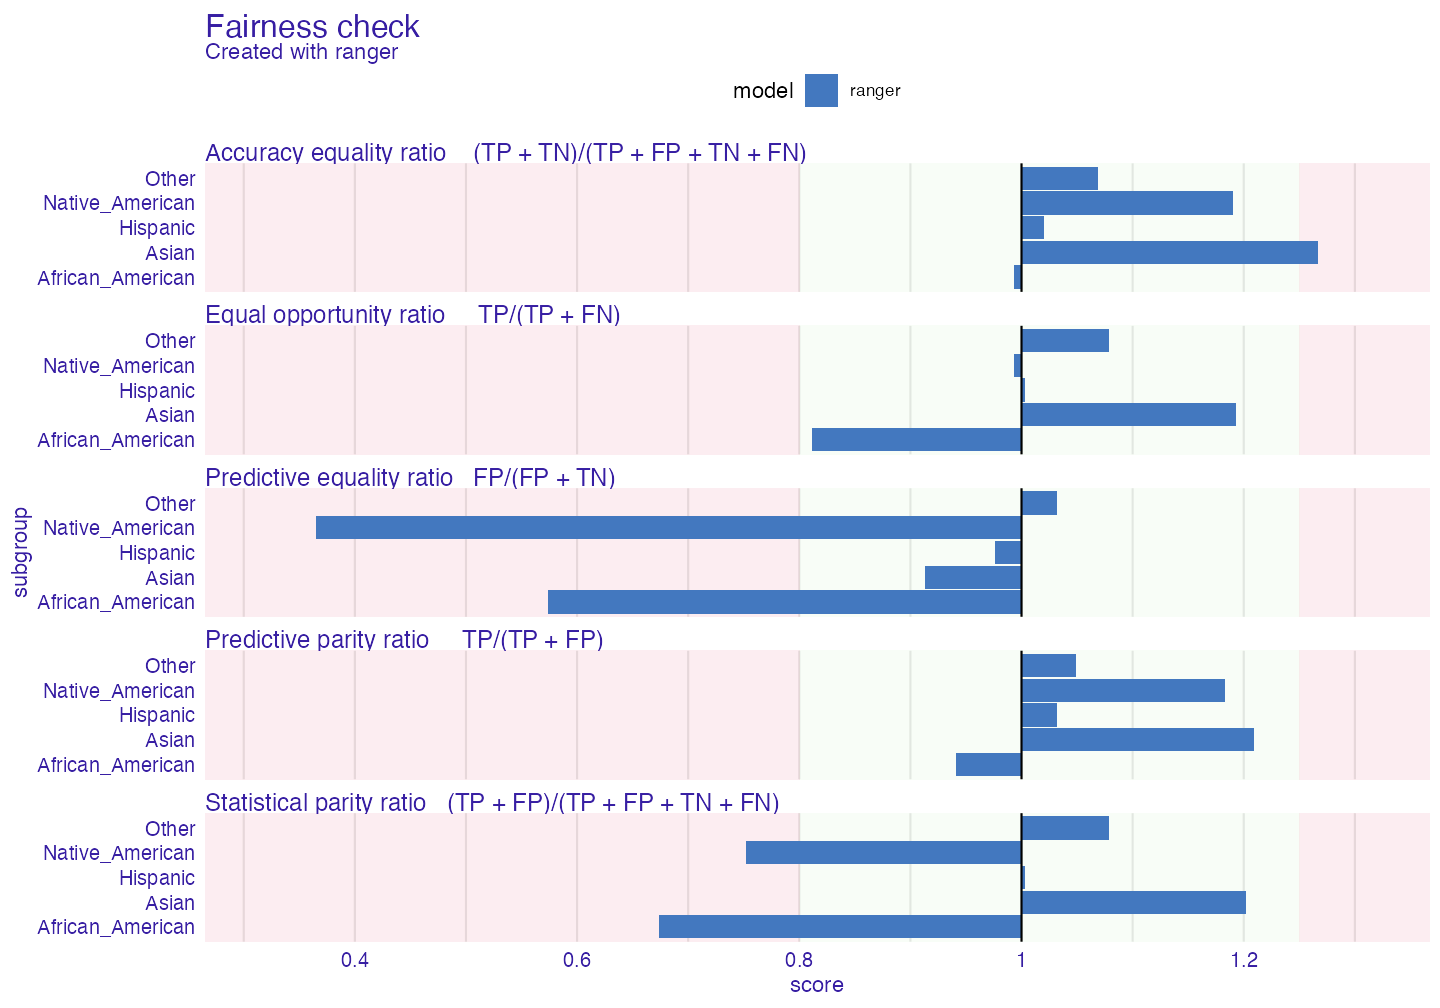 Fairness check
Created with ranger
model ranger
Accuracy equality ratio (TP + TN)/(TP + FP + TN + FN)
Other
Native_American
Hispanic
Asian
African_American
Equal opportunity ratio TP/(TP + FN)
Other
Native_American
Hispanic
Asian
African_American
Predictive equality ratio FP/(FP + TN)
Other
Native_American
Hispanic
Asian
African_American
Predictive parity ratio TP/(TP + FP)
Other
Native_American
Hispanic
Asian
African_American
Statistical parity ratio (TP + FP)/(TP + FP + TN + FN)
Other
Native_American
Hispanic
Asian
African_American
subgroup
0.4 0.6 0.8 1 1.2
score